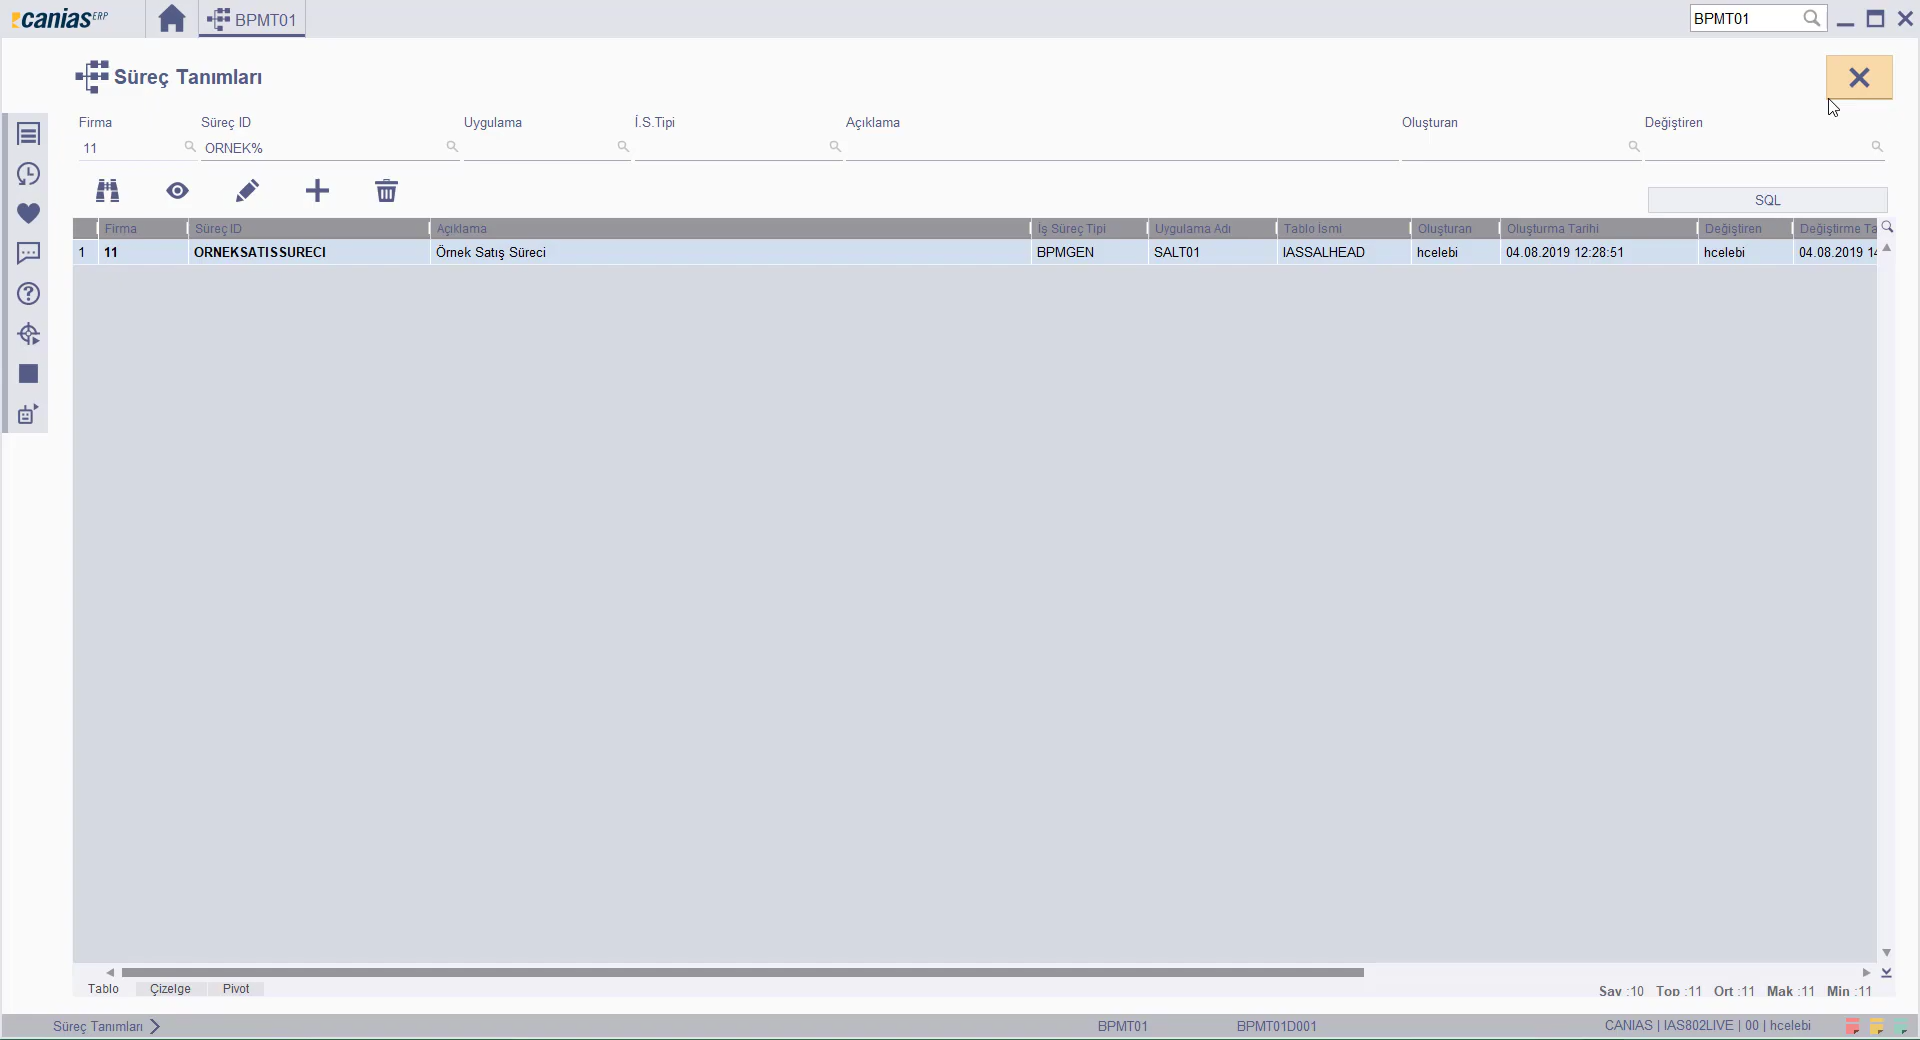 canias ERP
BPMT01
BPMT01
Süreç Tanımları
Firma Süreç ID Uygulama İ.S.Tipi Açıklama Oluşturan Değiştiren
11 ORNEK%
SQL
Firma Süreç ID Açıklama İş Süreç Tipi Uygulama Adı Tablo İsmi Oluşturan Oluşturma Tarihi Değiştiren Değiştirme Ta
1 11 ORNEKSATISSURECI Örnek Satış Süreci BPMGEN SALT01 IASSALHEAD hcelebi 04.08.2019 12:28:51 hcelebi 04.08.2019 14
Tablo Çizelge Pivot
Say :10 Top :11 Ort :11 Mak :11 Min :11
Süreç Tanımları BPMT01 BPMT01D001 CANIAS | IAS802LIVE | 00 | hcelebi